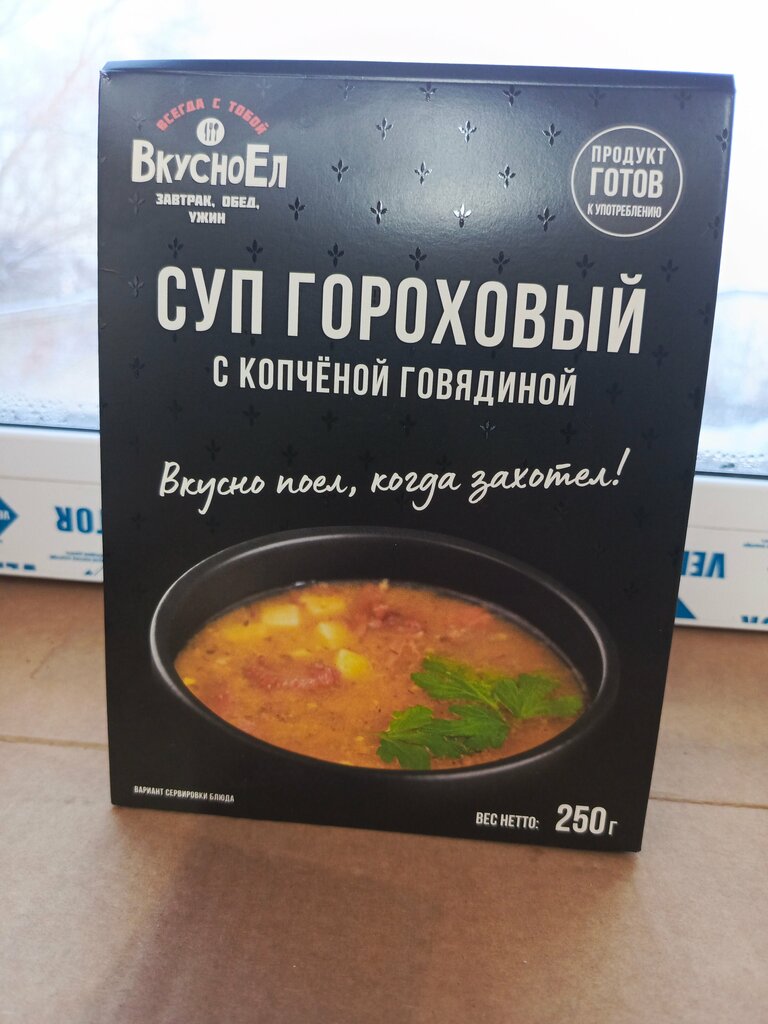 ВСЕГДА С ТОБОЙ
ВКУСНОЕЛ
ЗАВТРАК, ОБЕД,
УЖИН
ПРОДУКТ
ГОТОВ
К УПОТРЕБЛЕНИЮ
СУП ГОРОХОВЫЙ
С КОПЧЁНОЙ ГОВЯДИНОЙ
Вкусно поел, когда захотел!
ВАРИАНТ СЕРВИРОВКИ БЛЮДА
ВЕС НЕТТО: 250 г